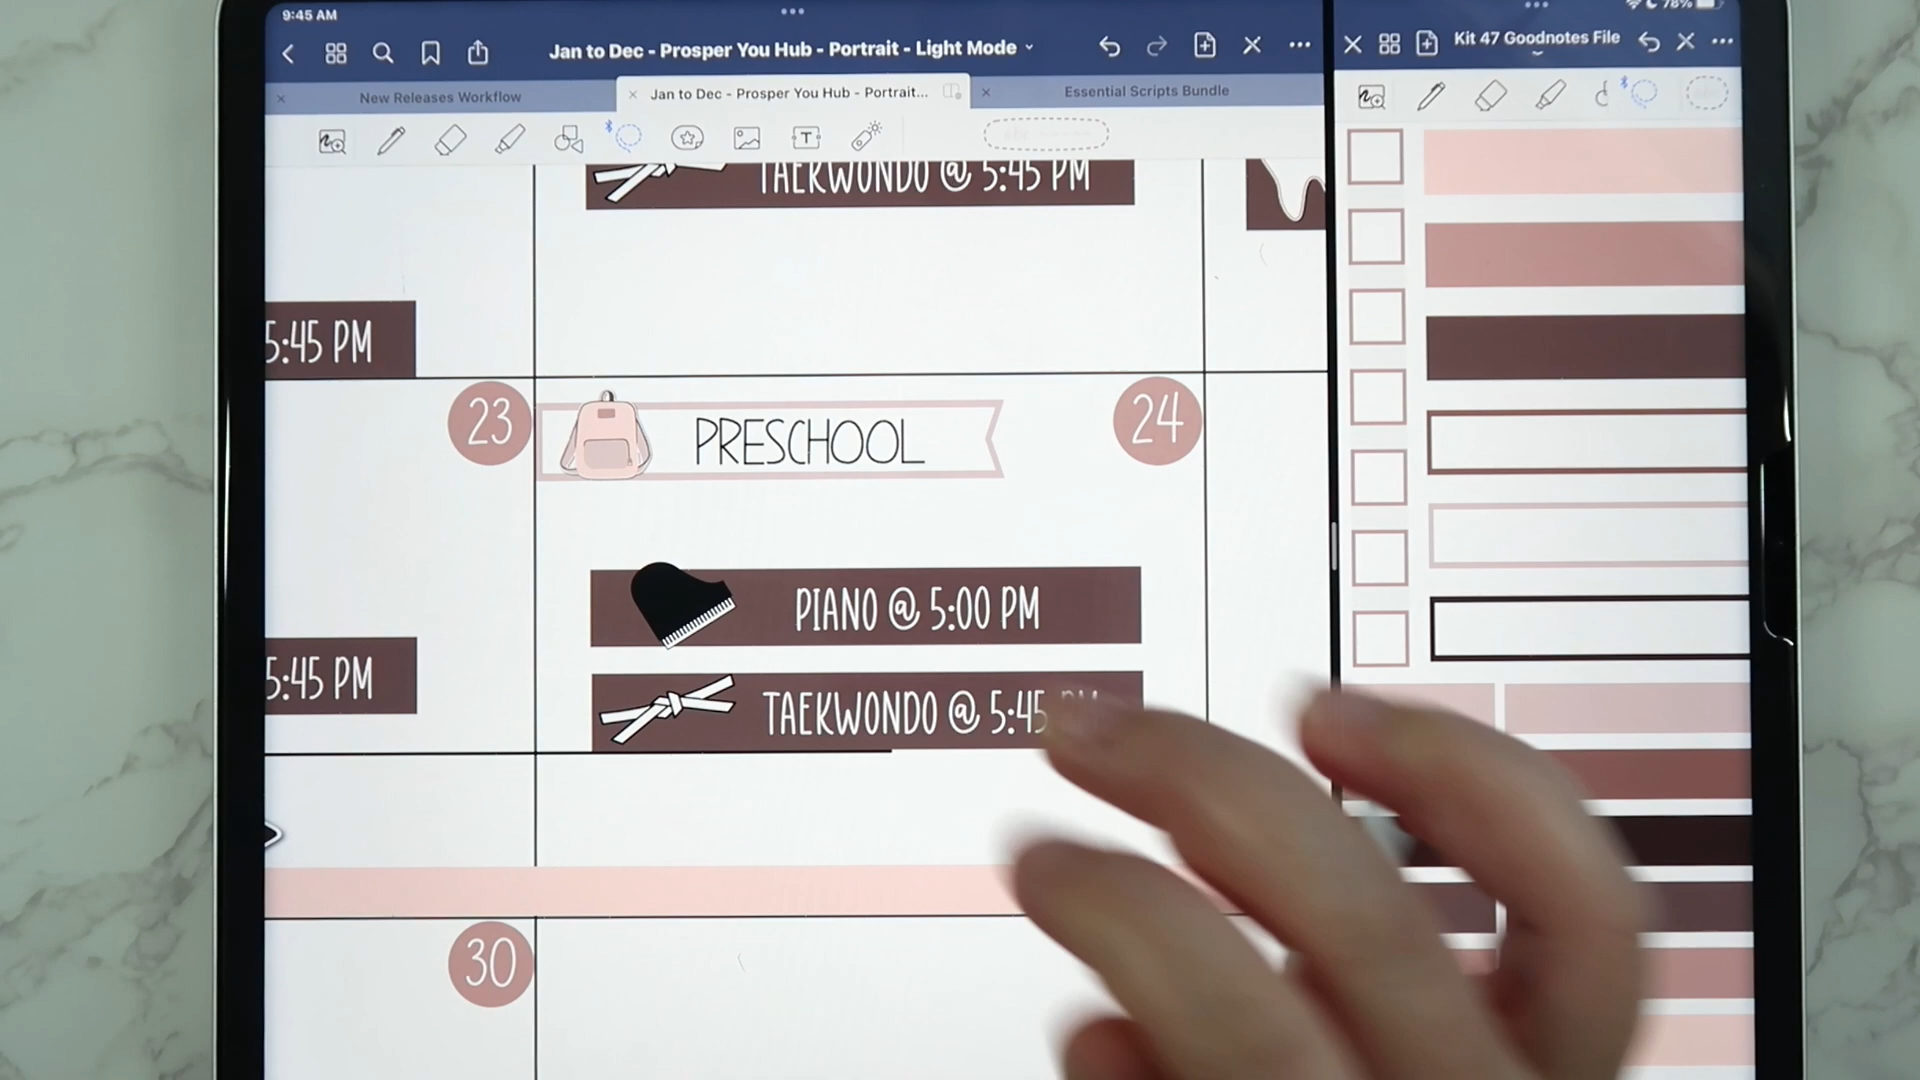 9:45 AM
78%
Jan to Dec - Prosper You Hub - Portrait - Light Mode
Kit 47 Goodnotes File
New Releases Workflow
Jan to Dec - Prosper You Hub - Portrait...
Essential Scripts Bundle
TAEKWONDO @ 5:45 PM
5:45 PM
23
PRESCHOOL
24
PIANO @ 5:00 PM
5:45 PM
TAEKWONDO @ 5:45 PM
30